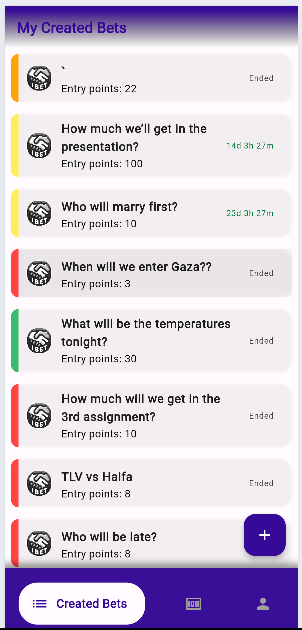 My Created Bets
`
Entry points: 22
Ended
How much we'll get in the
presentation?
Entry points: 100
14d 3h 27m
Who will marry first?
Entry points: 10
23d 3h 27m
When will we enter Gaza??
Entry points: 3
Ended
What will be the temperatures
tonight?
Entry points: 30
Ended
How much will we get in the
3rd assignment?
Entry points: 10
Ended
TLV vs Haifa
Entry points: 8
Ended
Who will be late?
Entry points: 8
+
Created Bets